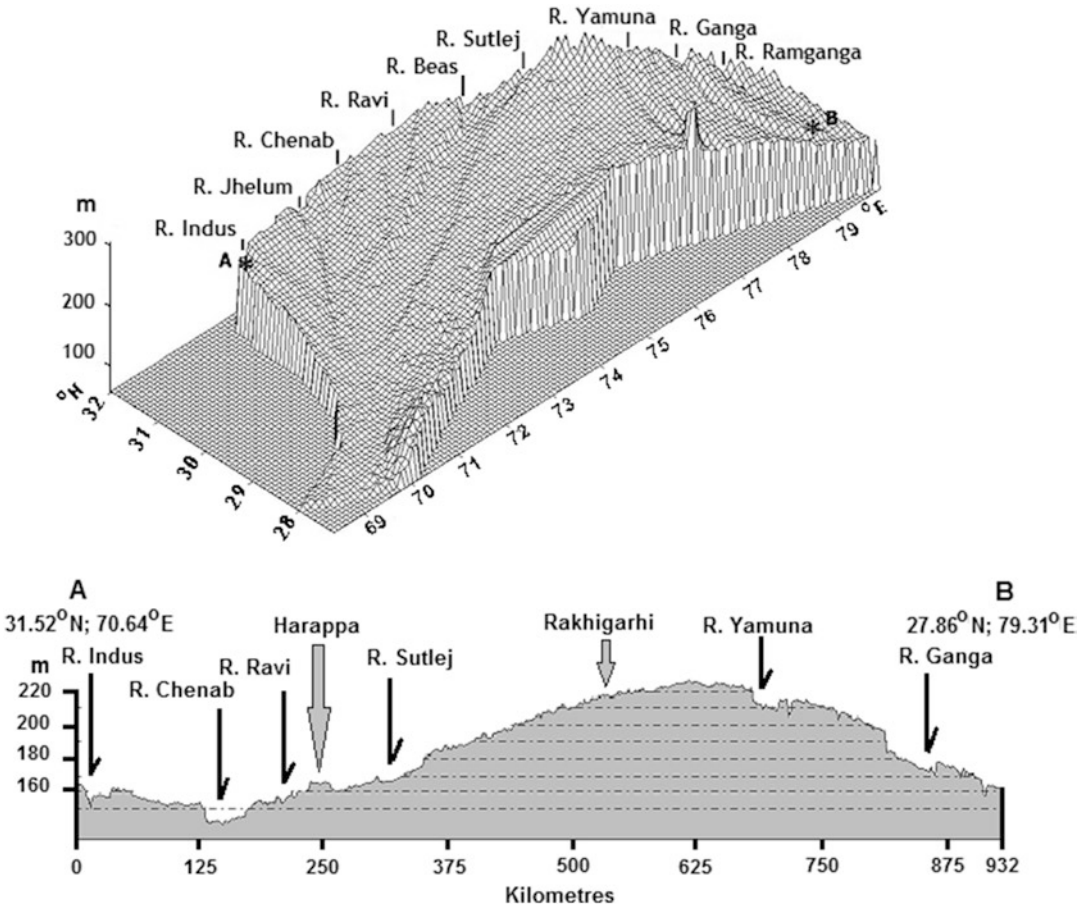 R. Yamuna
R. Ganga
R. Sutlej
R. Ramganga
R. Beas
R. Ravi
R. Chenab
R. Jhelum
R. Indus
A
B
m
300
200
100
°N
32
31
30
29
28
69
70
71
72
73
74
75
76
77
78
79
°E
A
B
31.52°N; 70.64°E
Harappa
Rakhigarhi
R. Yamuna
27.86°N; 79.31°E
m
R. Indus
R. Chenab
R. Ravi
R. Sutlej
R. Ganga
220
200
180
160
0 125 250 375 500 625 750 875 932
Kilometres